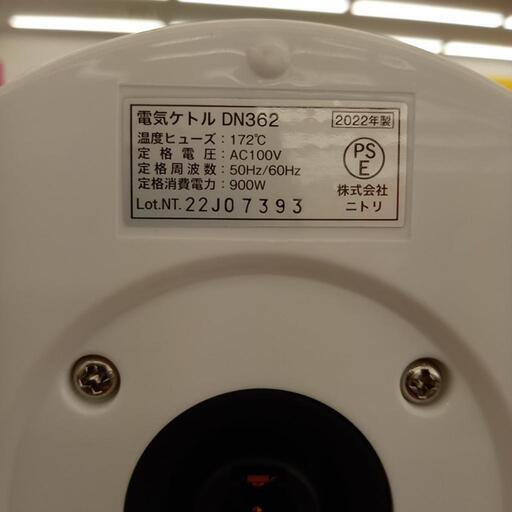 電気ケトル DN362 2022年製
温度ヒューズ：172℃
定格電圧：AC100V
定格周波数：50Hz/60Hz
定格消費電力：900W
Lot.NT. 22J07393
PS
E
株式会社
ニトリ